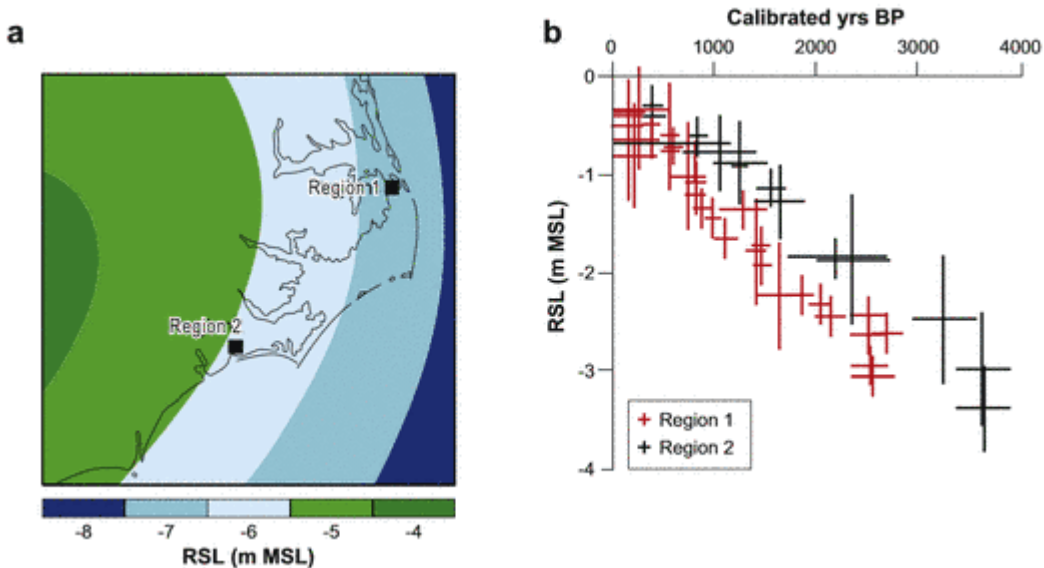 a
Region 1
Region 2
-8 -7 -6 -5 -4
RSL (m MSL)
b
Calibrated yrs BP
0 1000 2000 3000 4000
0
-1
-2
-3
-4
RSL (m MSL)
Region 1
Region 2